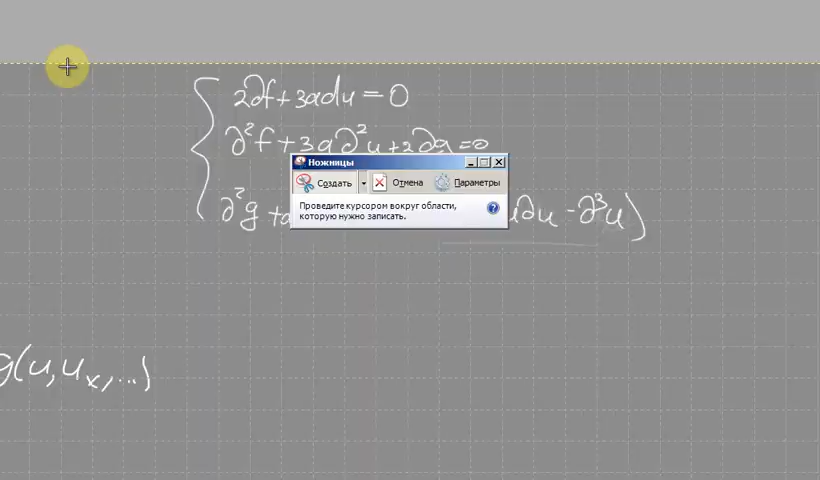 2∂f + 3a∂u = 0
∂²f + 3a∂²u + 2∂g = 0
Ножницы
Создать Отмена Параметры
Проведите курсором вокруг области,
которую нужно записать.
∂²g + a u∂u - ∂³u)
g(u, uₓ, ...)